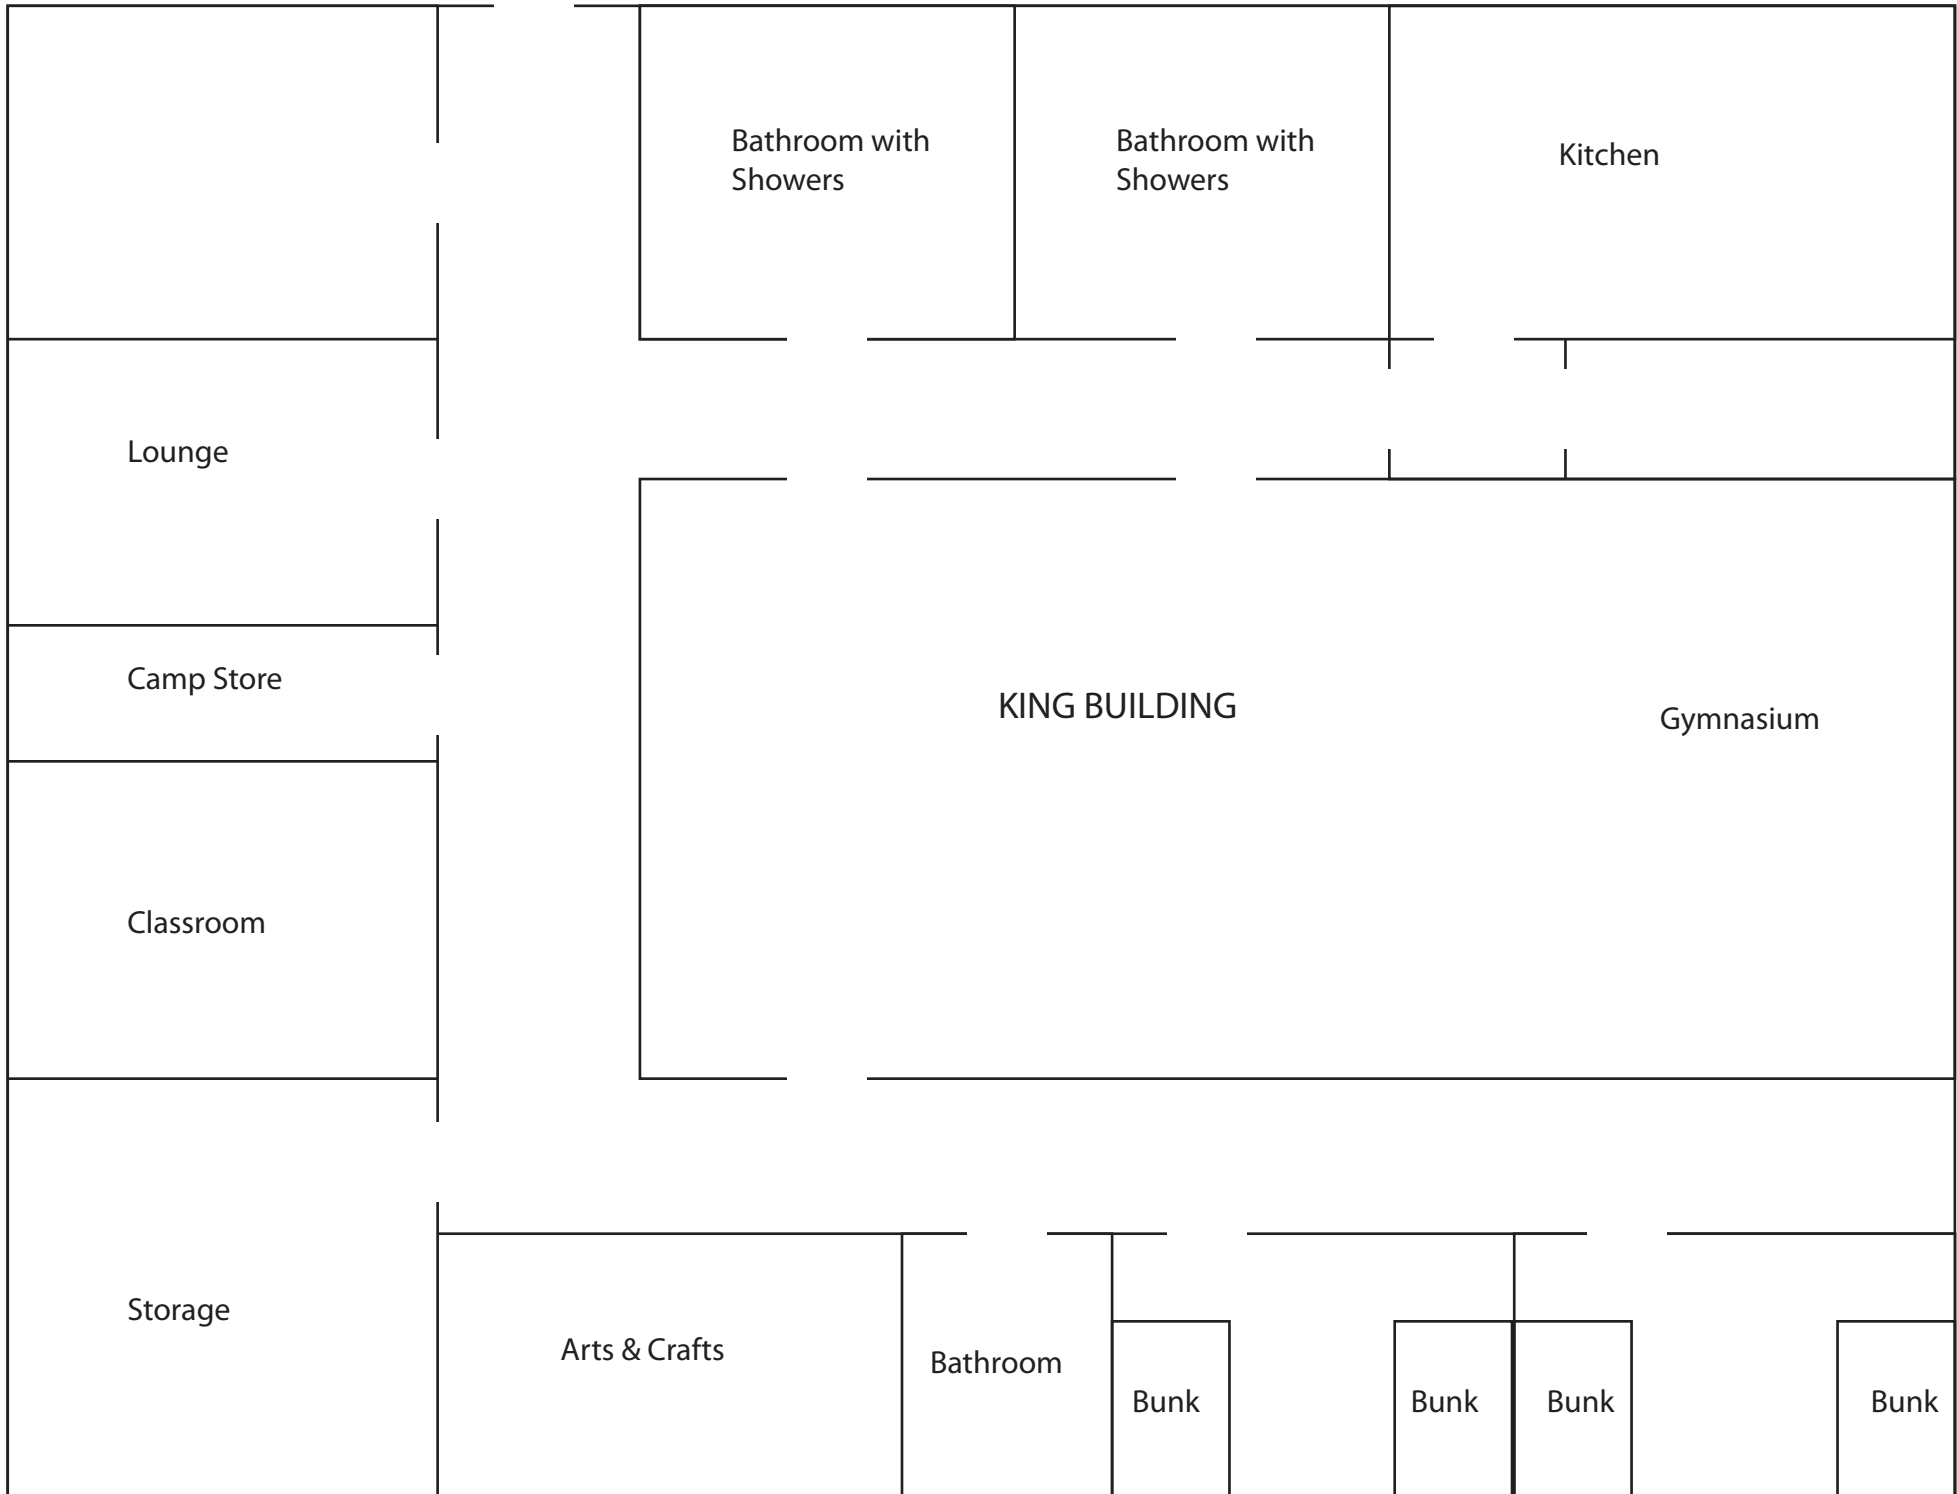 Bathroom with
Showers
Bathroom with
Showers
Kitchen
Lounge
Camp Store
KING BUILDING
Gymnasium
Classroom
Storage
Arts & Crafts
Bathroom
Bunk
Bunk
Bunk
Bunk